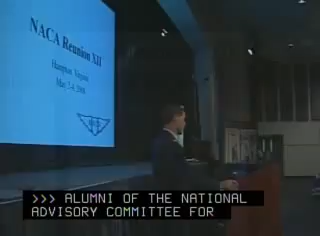 NACA Reunion XII
Hampton, Virginia
>>> ALUMNI OF THE NATIONAL
ADVISORY COMMITTEE FOR